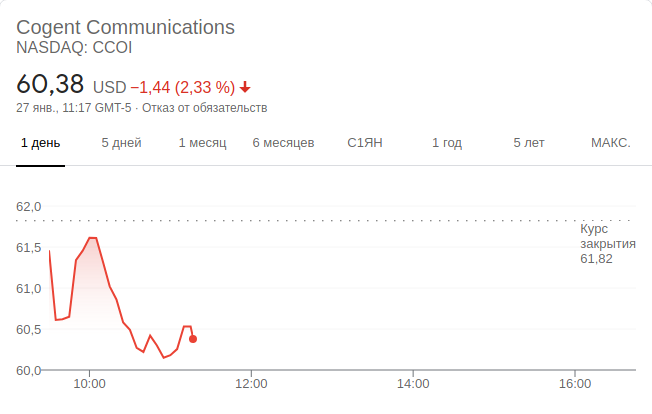 Cogent Communications
NASDAQ: CCOI
60,38 USD −1,44 (2,33 %)
27 янв., 11:17 GMT-5 · Отказ от обязательств
1 день 5 дней 1 месяц 6 месяцев С1ЯН 1 год 5 лет МАКС.
62,0
Курс
закрытия
61,82
61,5
61,0
60,5
60,0
10:00 12:00 14:00 16:00